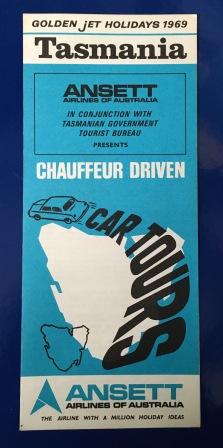 GOLDEN JET HOLIDAYS 1969
Tasmania
ANSETT
AIRLINES OF AUSTRALIA
IN CONJUNCTION WITH
TASMANIAN GOVERNMENT
TOURIST BUREAU
PRESENTS
CHAUFFEUR DRIVEN
CAR TOURS
ANSETT
AIRLINES OF AUSTRALIA
THE AIRLINE WITH A MILLION HOLIDAY IDEAS